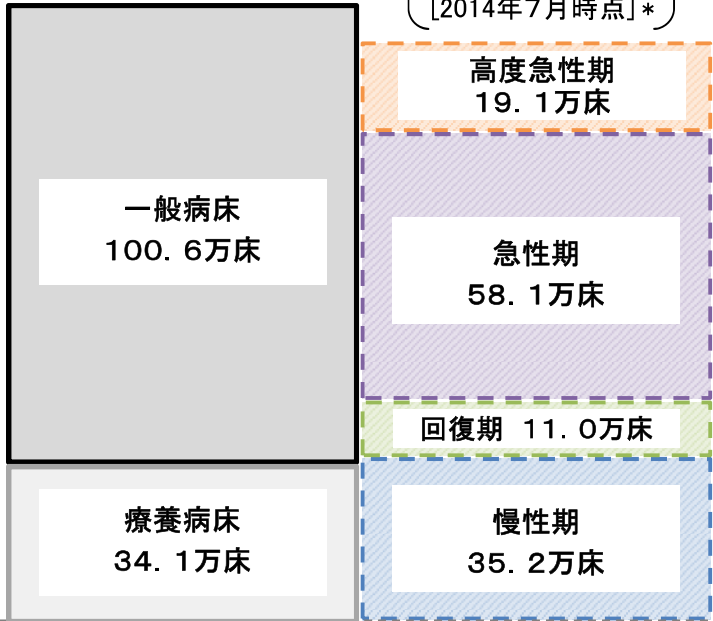 [2014年7月時点]*
高度急性期
19.1万床
一般病床
100.6万床
急性期
58.1万床
回復期 11.0万床
療養病床
34.1万床
慢性期
35.2万床